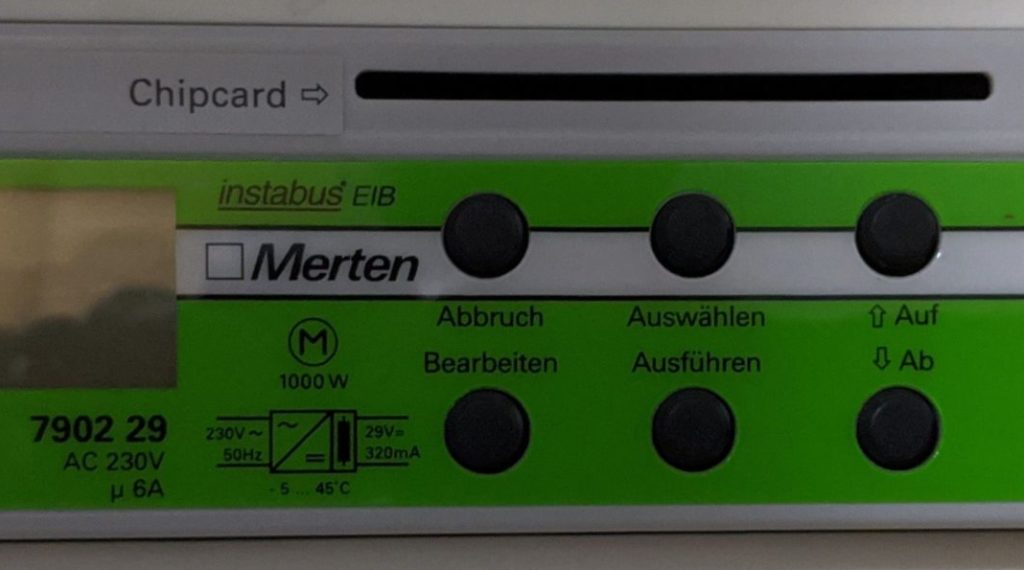 Chipcard ⇨
instabus EIB
Merten
Abbruch
Auswählen
⇧ Auf
Bearbeiten
Ausführen
⇩ Ab
M
1000 W
7902 29
AC 230V
µ 6A
230V ~
50Hz
~
=
29V=
320mA
- 5 ... 45°C